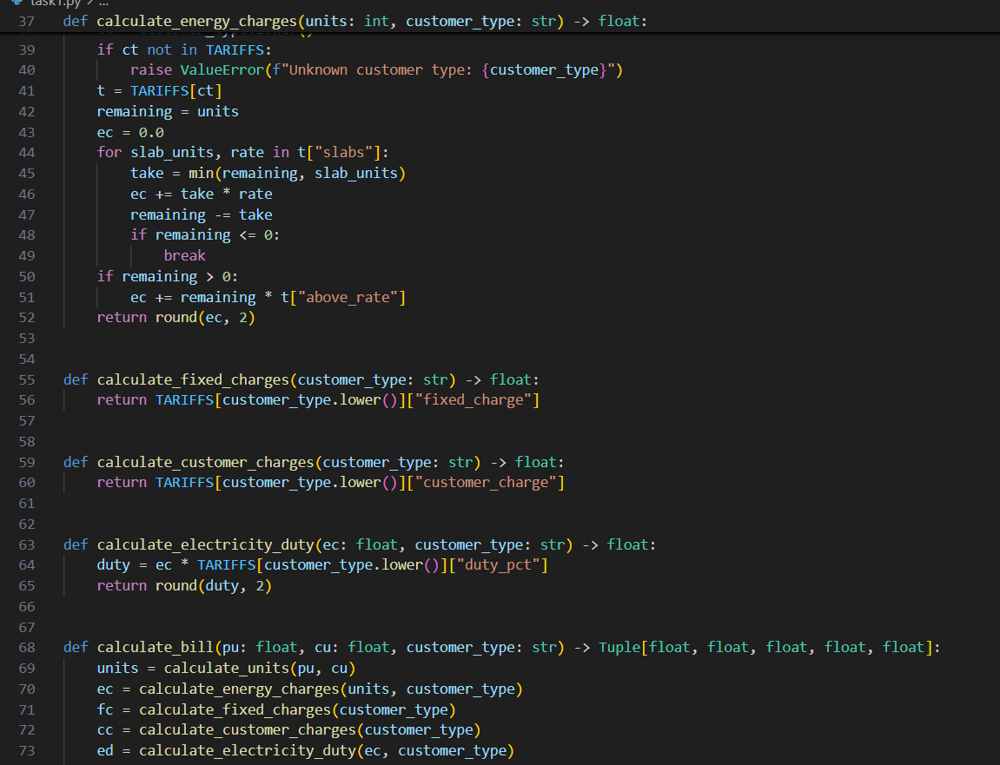 task1.py > ...
37 def calculate_energy_charges(units: int, customer_type: str) -> float:
39     if ct not in TARIFFS:
40         raise ValueError(f"Unknown customer type: {customer_type}")
41     t = TARIFFS[ct]
42     remaining = units
43     ec = 0.0
44     for slab_units, rate in t["slabs"]:
45         take = min(remaining, slab_units)
46         ec += take * rate
47         remaining -= take
48         if remaining <= 0:
49             break
50     if remaining > 0:
51         ec += remaining * t["above_rate"]
52     return round(ec, 2)
53
54
55 def calculate_fixed_charges(customer_type: str) -> float:
56     return TARIFFS[customer_type.lower()]["fixed_charge"]
57
58
59 def calculate_customer_charges(customer_type: str) -> float:
60     return TARIFFS[customer_type.lower()]["customer_charge"]
61
62
63 def calculate_electricity_duty(ec: float, customer_type: str) -> float:
64     duty = ec * TARIFFS[customer_type.lower()]["duty_pct"]
65     return round(duty, 2)
66
67
68 def calculate_bill(pu: float, cu: float, customer_type: str) -> Tuple[float, float, float, float, float]:
69     units = calculate_units(pu, cu)
70     ec = calculate_energy_charges(units, customer_type)
71     fc = calculate_fixed_charges(customer_type)
72     cc = calculate_customer_charges(customer_type)
73     ed = calculate_electricity_duty(ec, customer_type)